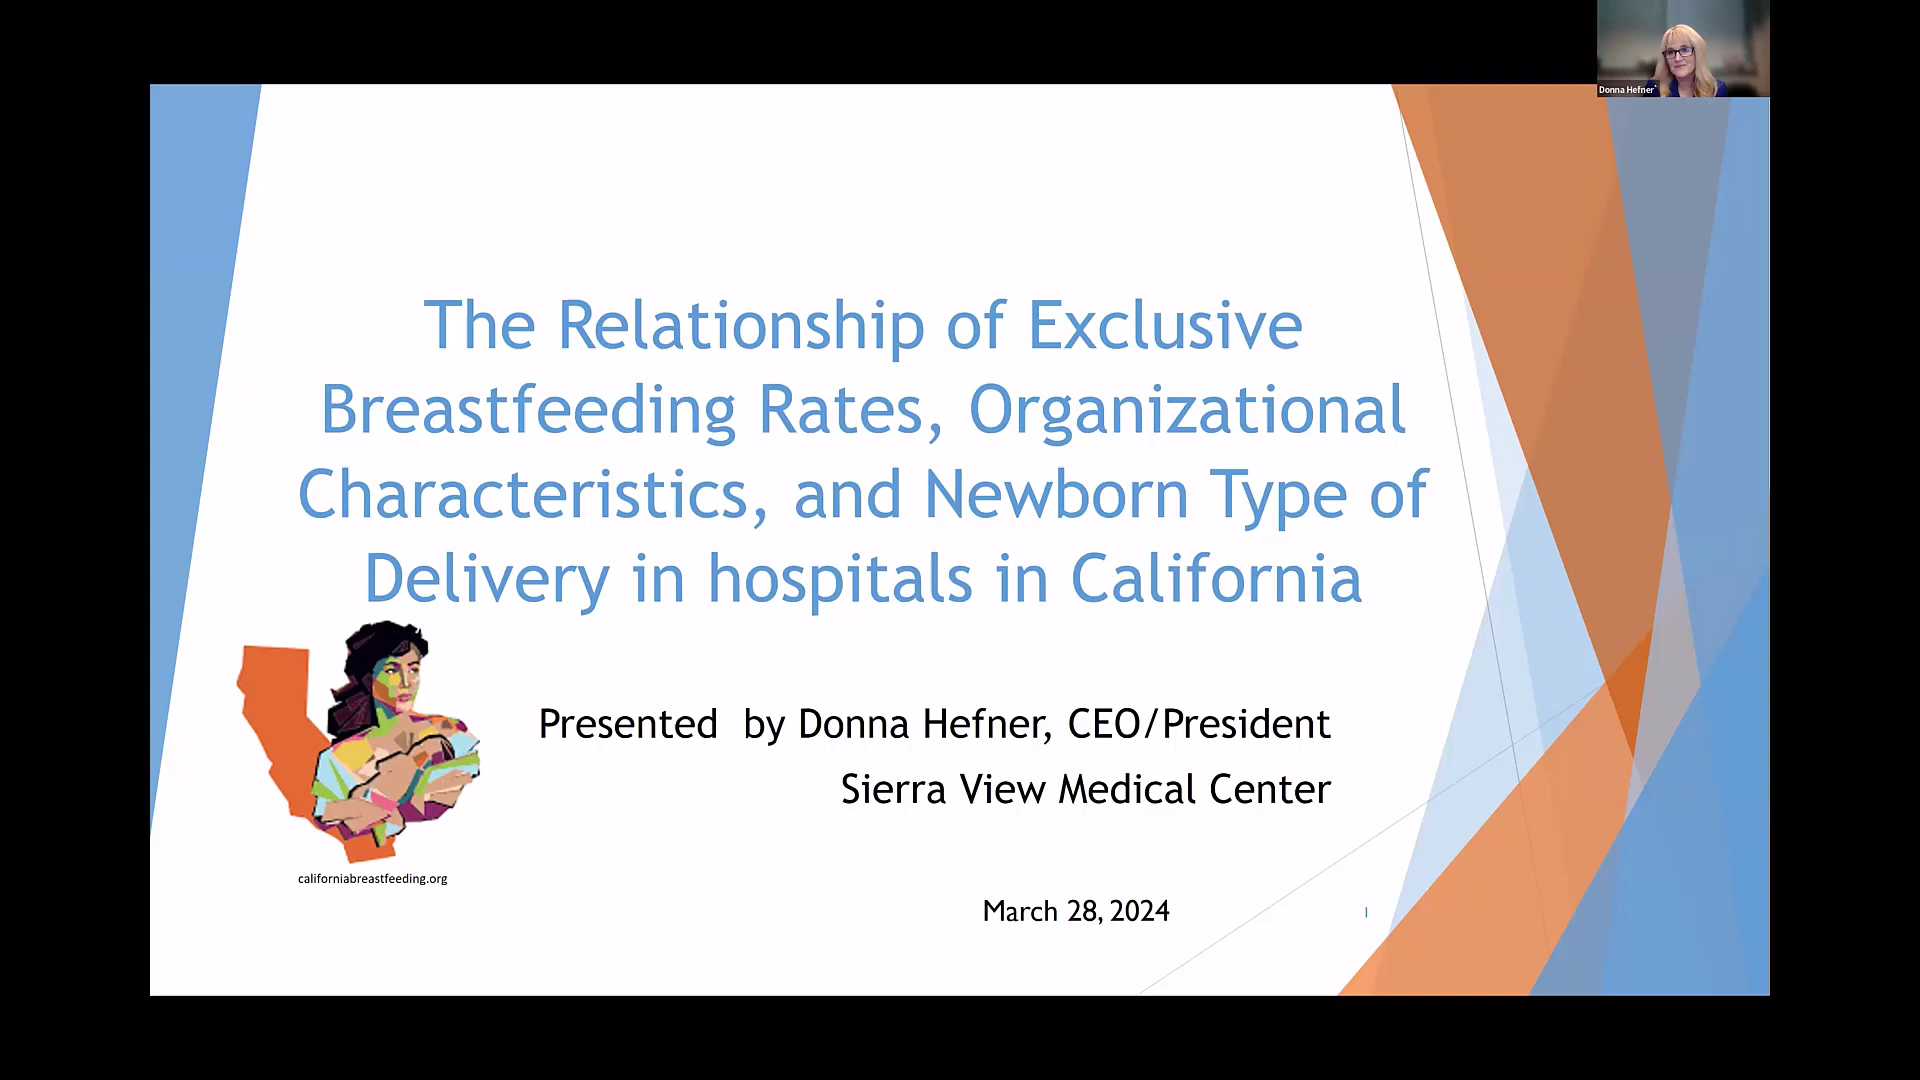 Donna Hefner`
The Relationship of Exclusive
Breastfeeding Rates, Organizational
Characteristics, and Newborn Type of
Delivery in hospitals in California
Presented by Donna Hefner, CEO/President
Sierra View Medical Center
californiabreastfeeding.org
March 28, 2024
1